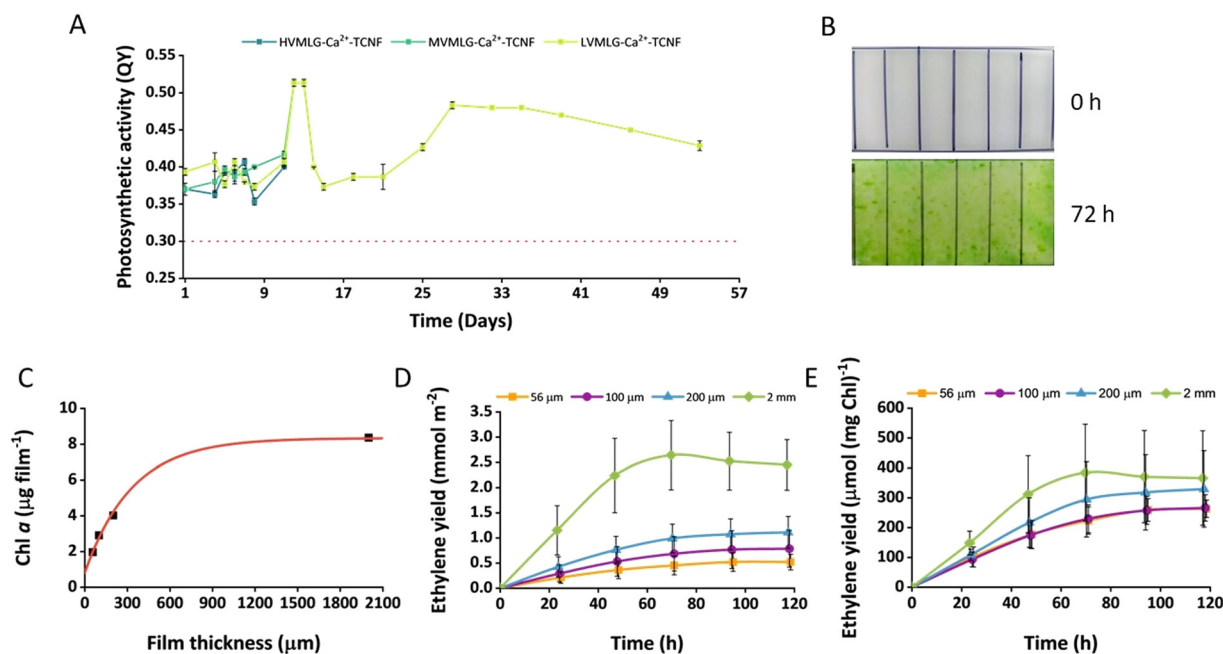 A
HVMLG-Ca²⁺-TCNF MVMLG-Ca²⁺-TCNF LVMLG-Ca²⁺-TCNF
Photosynthetic activity (QY)
0.55
0.50
0.45
0.40
0.35
0.30
0.25
1 9 17 25 33 41 49 57
Time (Days)
B
0 h
72 h
C
Chl a (μg film⁻¹)
10
8
6
4
2
0
0 300 600 900 1200 1500 1800 2100
Film thickness (μm)
D
56 μm 100 μm 200 μm 2 mm
Ethylene yield (mmol m⁻²)
3.5
3.0
2.5
2.0
1.5
1.0
0.5
0.0
0 20 40 60 80 100 120
Time (h)
E
56 μm 100 μm 200 μm 2 mm
Ethylene yield (μmol (mg Chl)⁻¹)
600
500
400
300
200
100
0
0 20 40 60 80 100 120
Time (h)